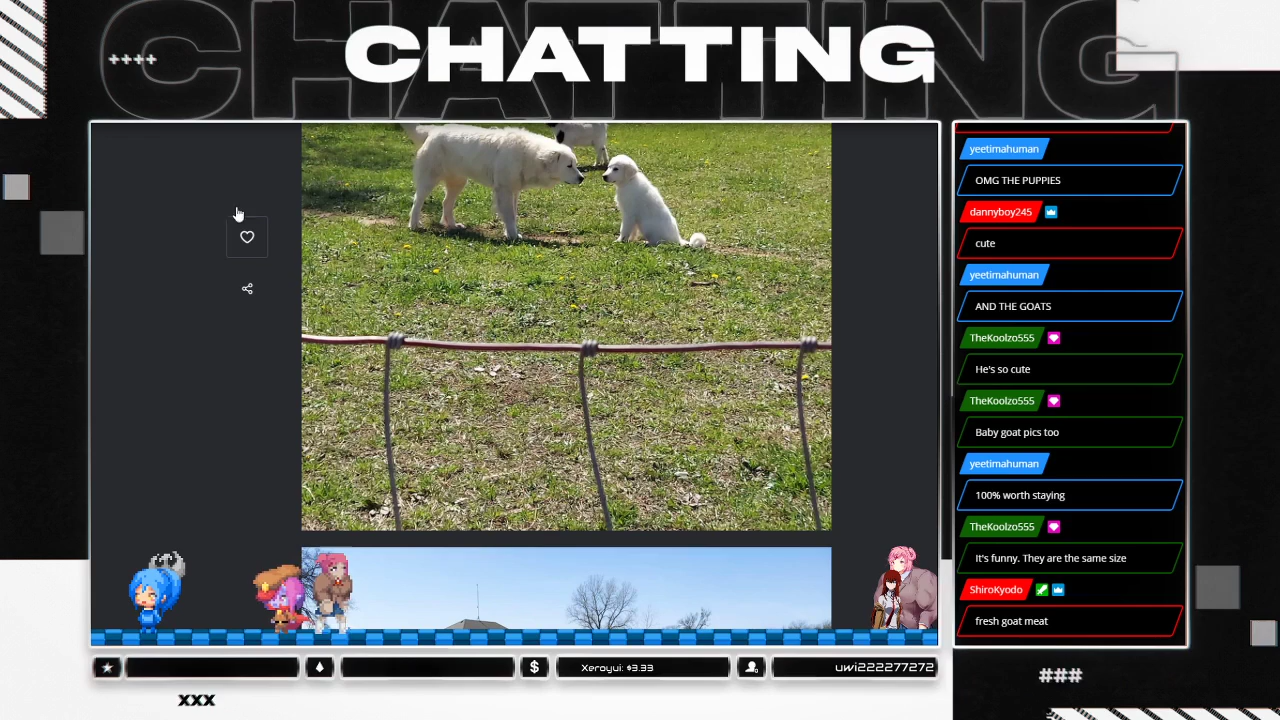 CHATTING
CHATTING
++++
yeetimahuman
OMG THE PUPPIES
dannyboy245
cute
yeetimahuman
AND THE GOATS
TheKoolzo555
He's so cute
TheKoolzo555
Baby goat pics too
yeetimahuman
100% worth staying
TheKoolzo555
It's funny. They are the same size
ShiroKyodo
fresh goat meat
$
Xeroyui: $3.33
uwi222277272
XXX
###